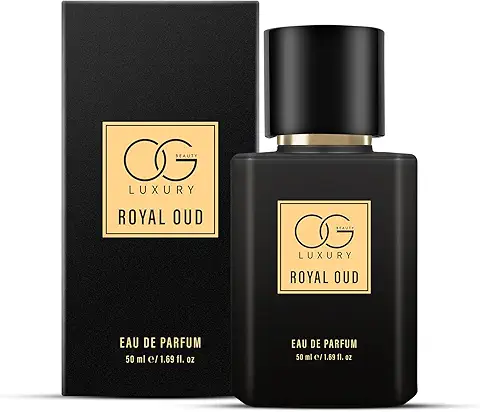 OG
BEAUTY
LUXURY
ROYAL OUD
EAU DE PARFUM
50 ml e/1.69 fl. oz
OG
BEAUTY
LUXURY
ROYAL OUD
EAU DE PARFUM
50 ml e/1.69 fl. oz